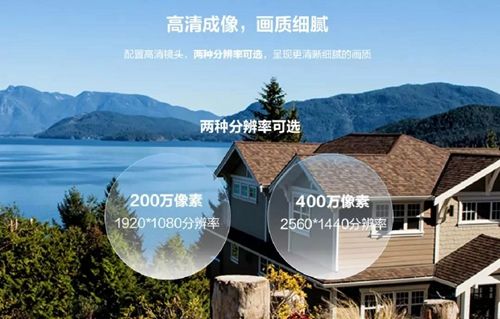 高清成像，画质细腻
配置高清镜头，两种分辨率可选，呈现更清晰细腻的画质
两种分辨率可选
200万像素
1920*1080分辨率
400万像素
2560*1440分辨率